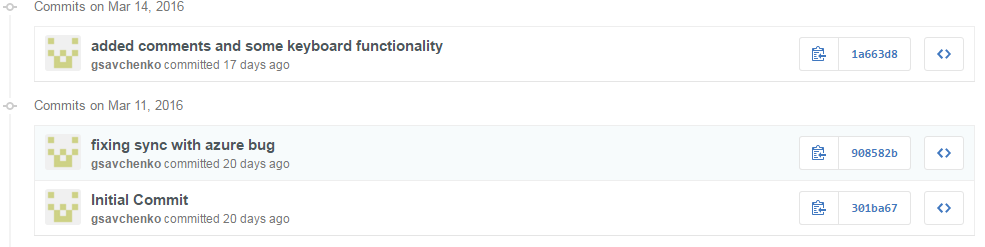 Commits on Mar 14, 2016
added comments and some keyboard functionality
gsavchenko committed 17 days ago
1a663d8
Commits on Mar 11, 2016
fixing sync with azure bug
gsavchenko committed 20 days ago
908582b
Initial Commit
gsavchenko committed 20 days ago
301ba67